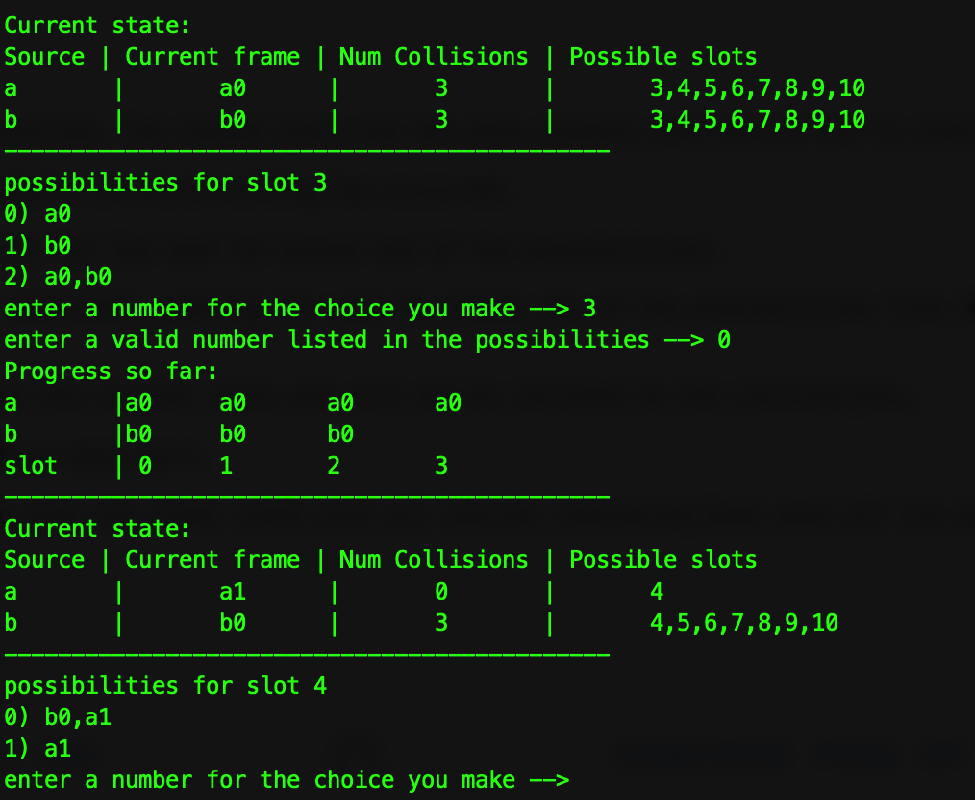 Current state:
Source | Current frame | Num Collisions | Possible slots
a | a0 | 3 | 3,4,5,6,7,8,9,10
b | b0 | 3 | 3,4,5,6,7,8,9,10
---------------------------------------------
possibilities for slot 3
0) a0
1) b0
2) a0,b0
enter a number for the choice you make --> 3
enter a valid number listed in the possibilities --> 0
Progress so far:
a |a0 a0 a0 a0
b |b0 b0 b0
slot | 0 1 2 3
---------------------------------------------
Current state:
Source | Current frame | Num Collisions | Possible slots
a | a1 | 0 | 4
b | b0 | 3 | 4,5,6,7,8,9,10
---------------------------------------------
possibilities for slot 4
0) b0,a1
1) a1
enter a number for the choice you make -->